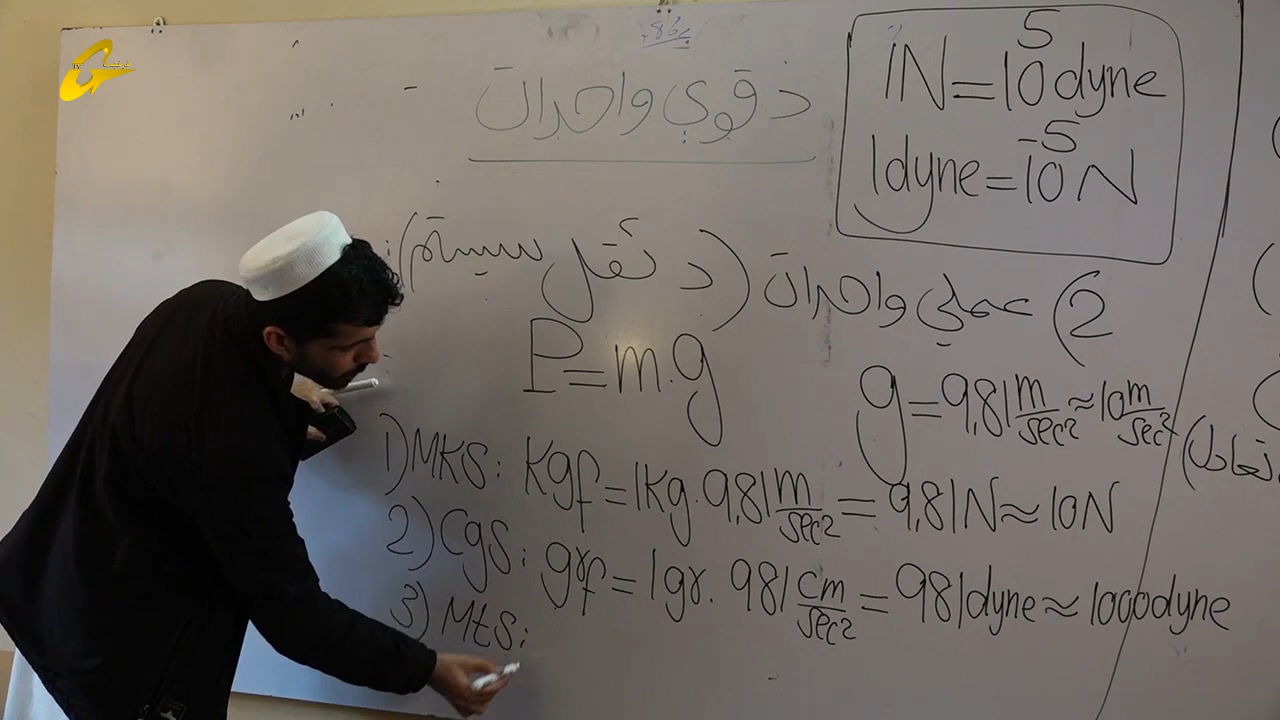 د قوې واحدات
1N=10⁵dyne
1dyne=10⁻⁵N
2) عملي واحدات (د ثقل سیستم):
P=m.g
g=9,81 m/sec² ≈ 10 m/sec²
1) MKS: Kgf=1Kg.9,81 m/sec² = 9,81N≈10N
2) Cgs: grf=1gr.981 cm/sec² = 981dyne≈1000dyne
3) Mts: